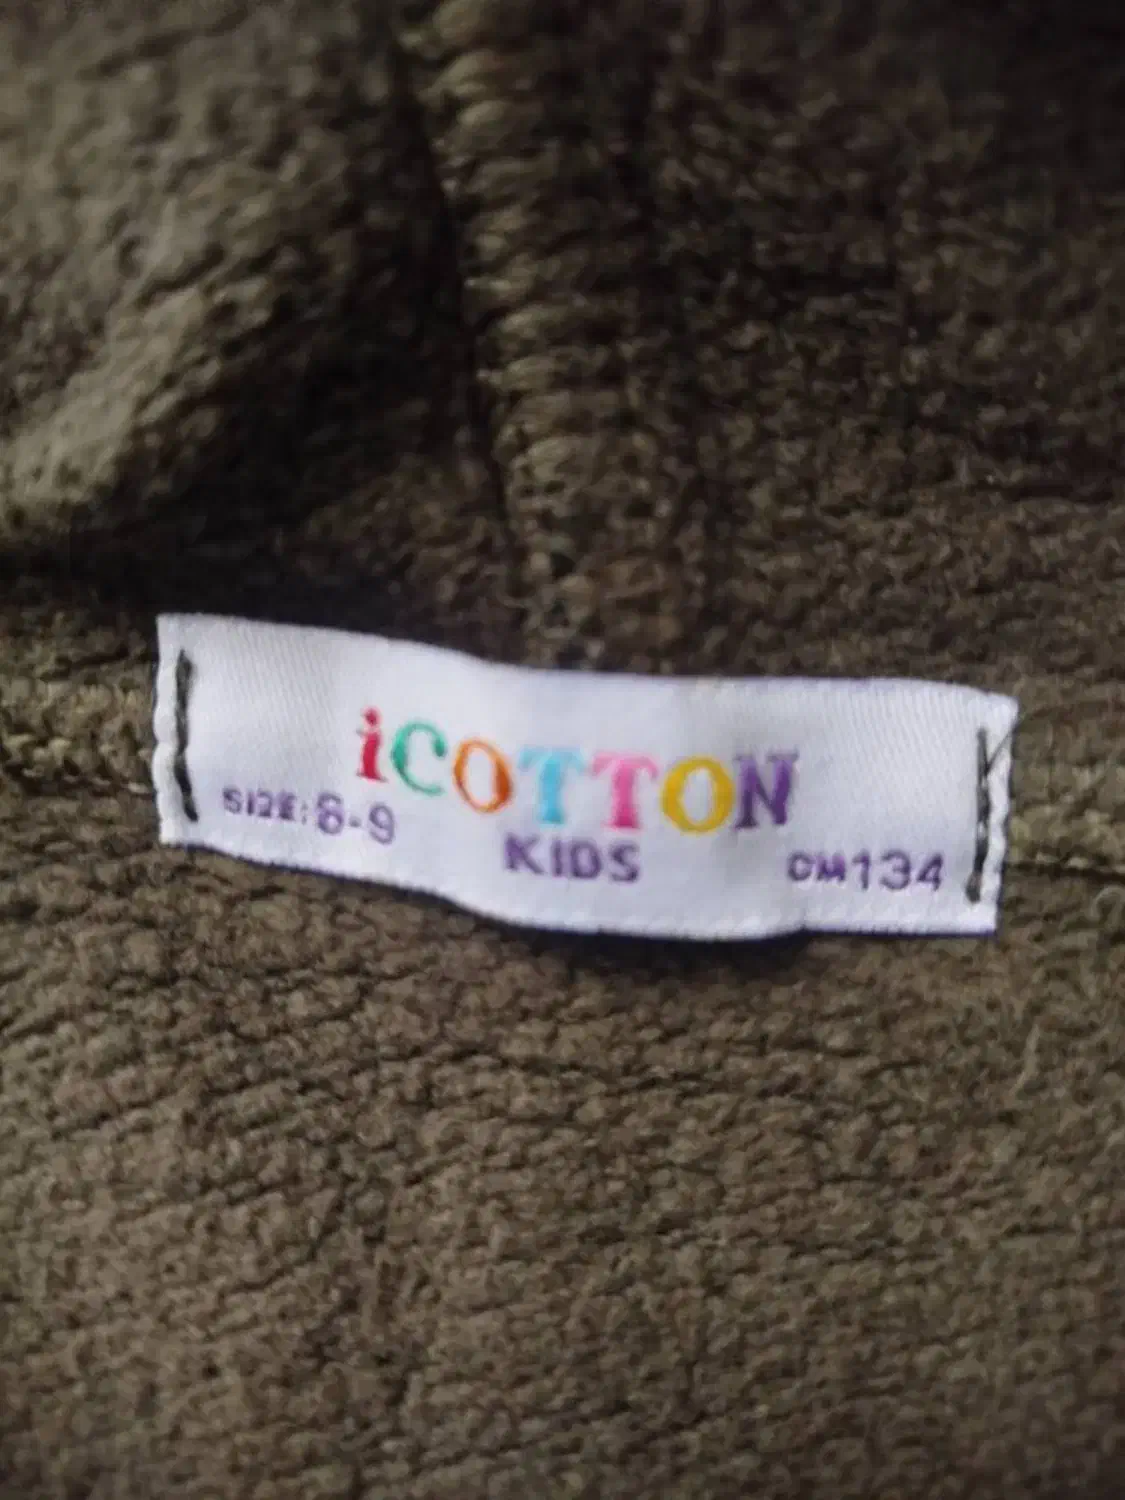 iCOTTON
SIZE: 8-9
KIDS
CM134